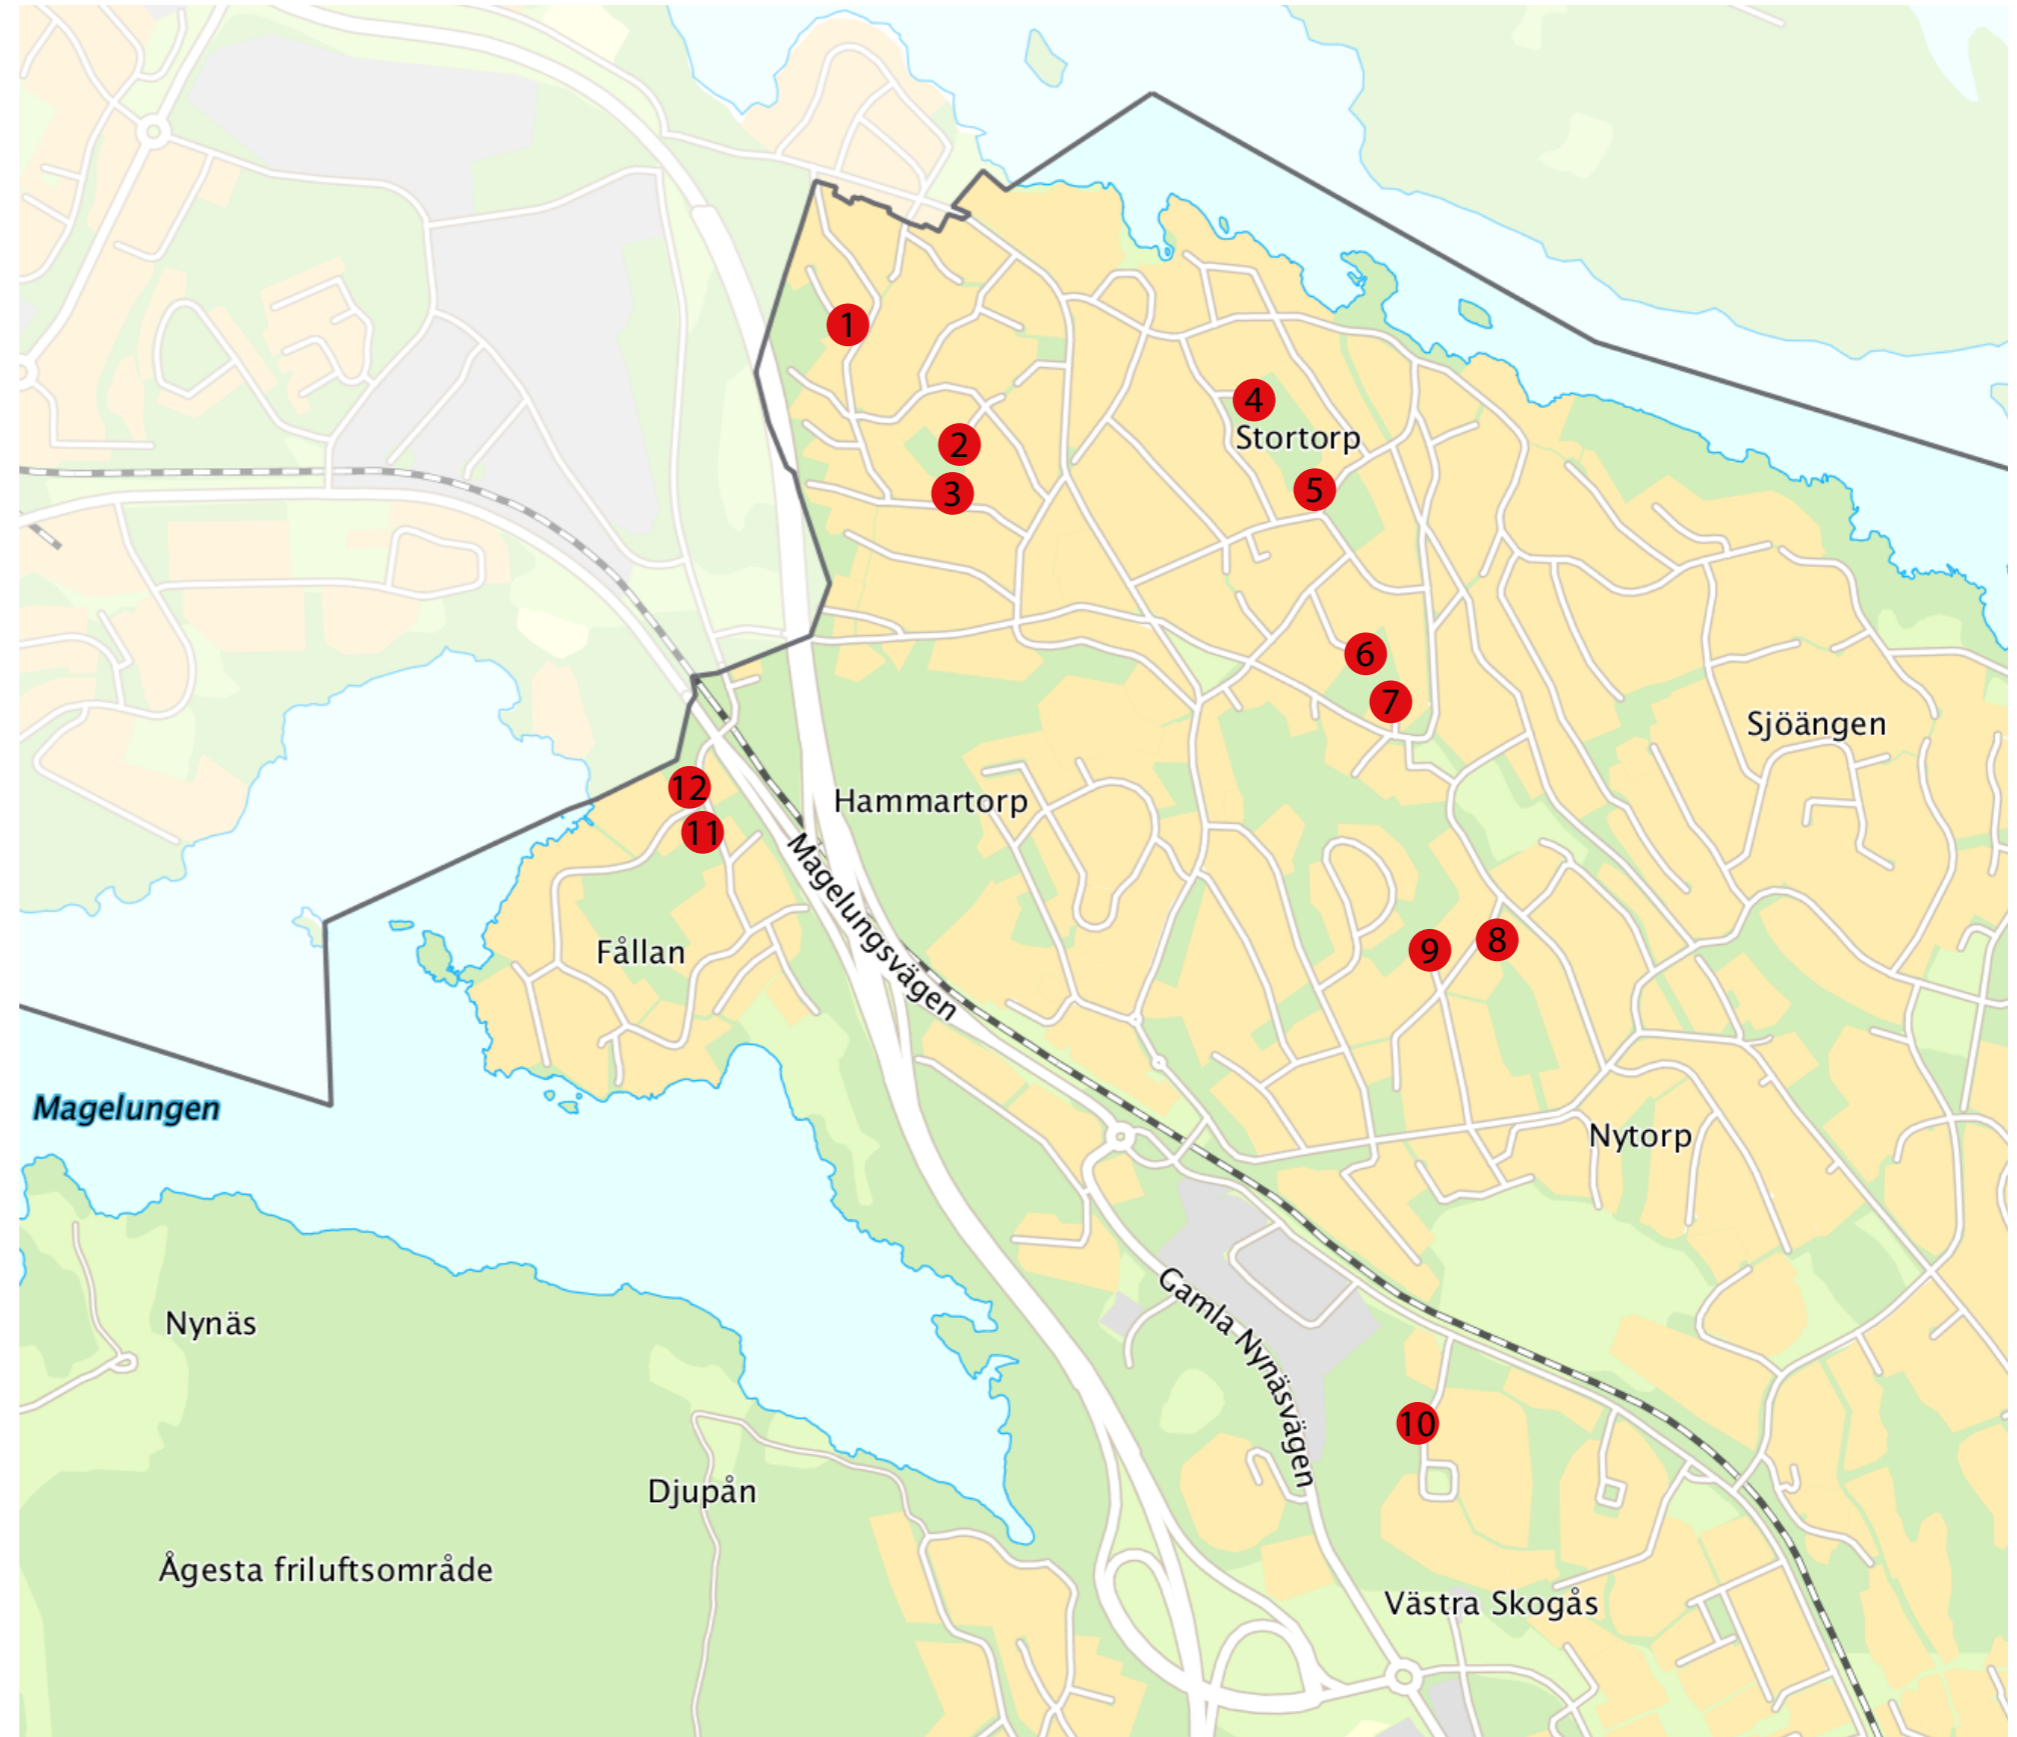 1
4
Stortorp
2
5
3
6
7
Sjöängen
12
Hammartorp
11
Magelungsvägen
Fållan
9
8
Magelungen
Nytorp
Gamla Nynäsvägen
Nynäs
10
Djupån
Ågesta friluftsområde
Västra Skogås